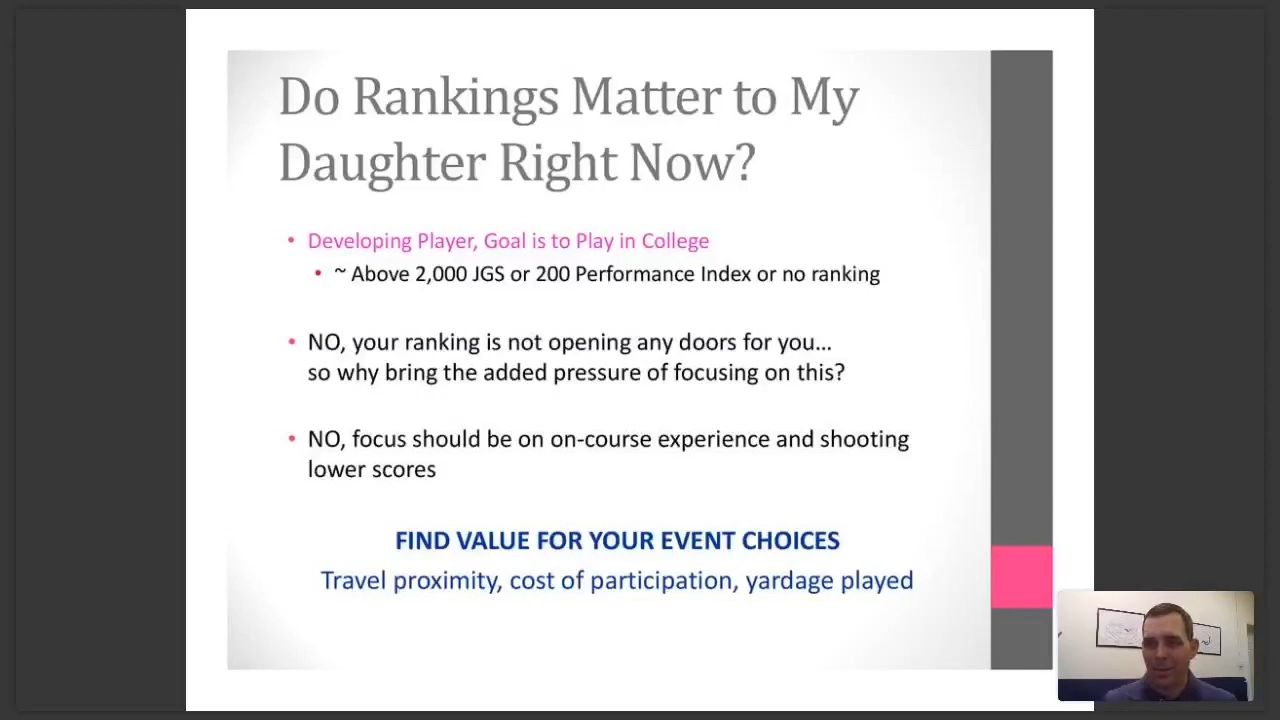 Do Rankings Matter to My
Daughter Right Now?
• Developing Player, Goal is to Play in College
• ~ Above 2,000 JGS or 200 Performance Index or no ranking
• NO, your ranking is not opening any doors for you...
so why bring the added pressure of focusing on this?
• NO, focus should be on on-course experience and shooting
lower scores
FIND VALUE FOR YOUR EVENT CHOICES
Travel proximity, cost of participation, yardage played